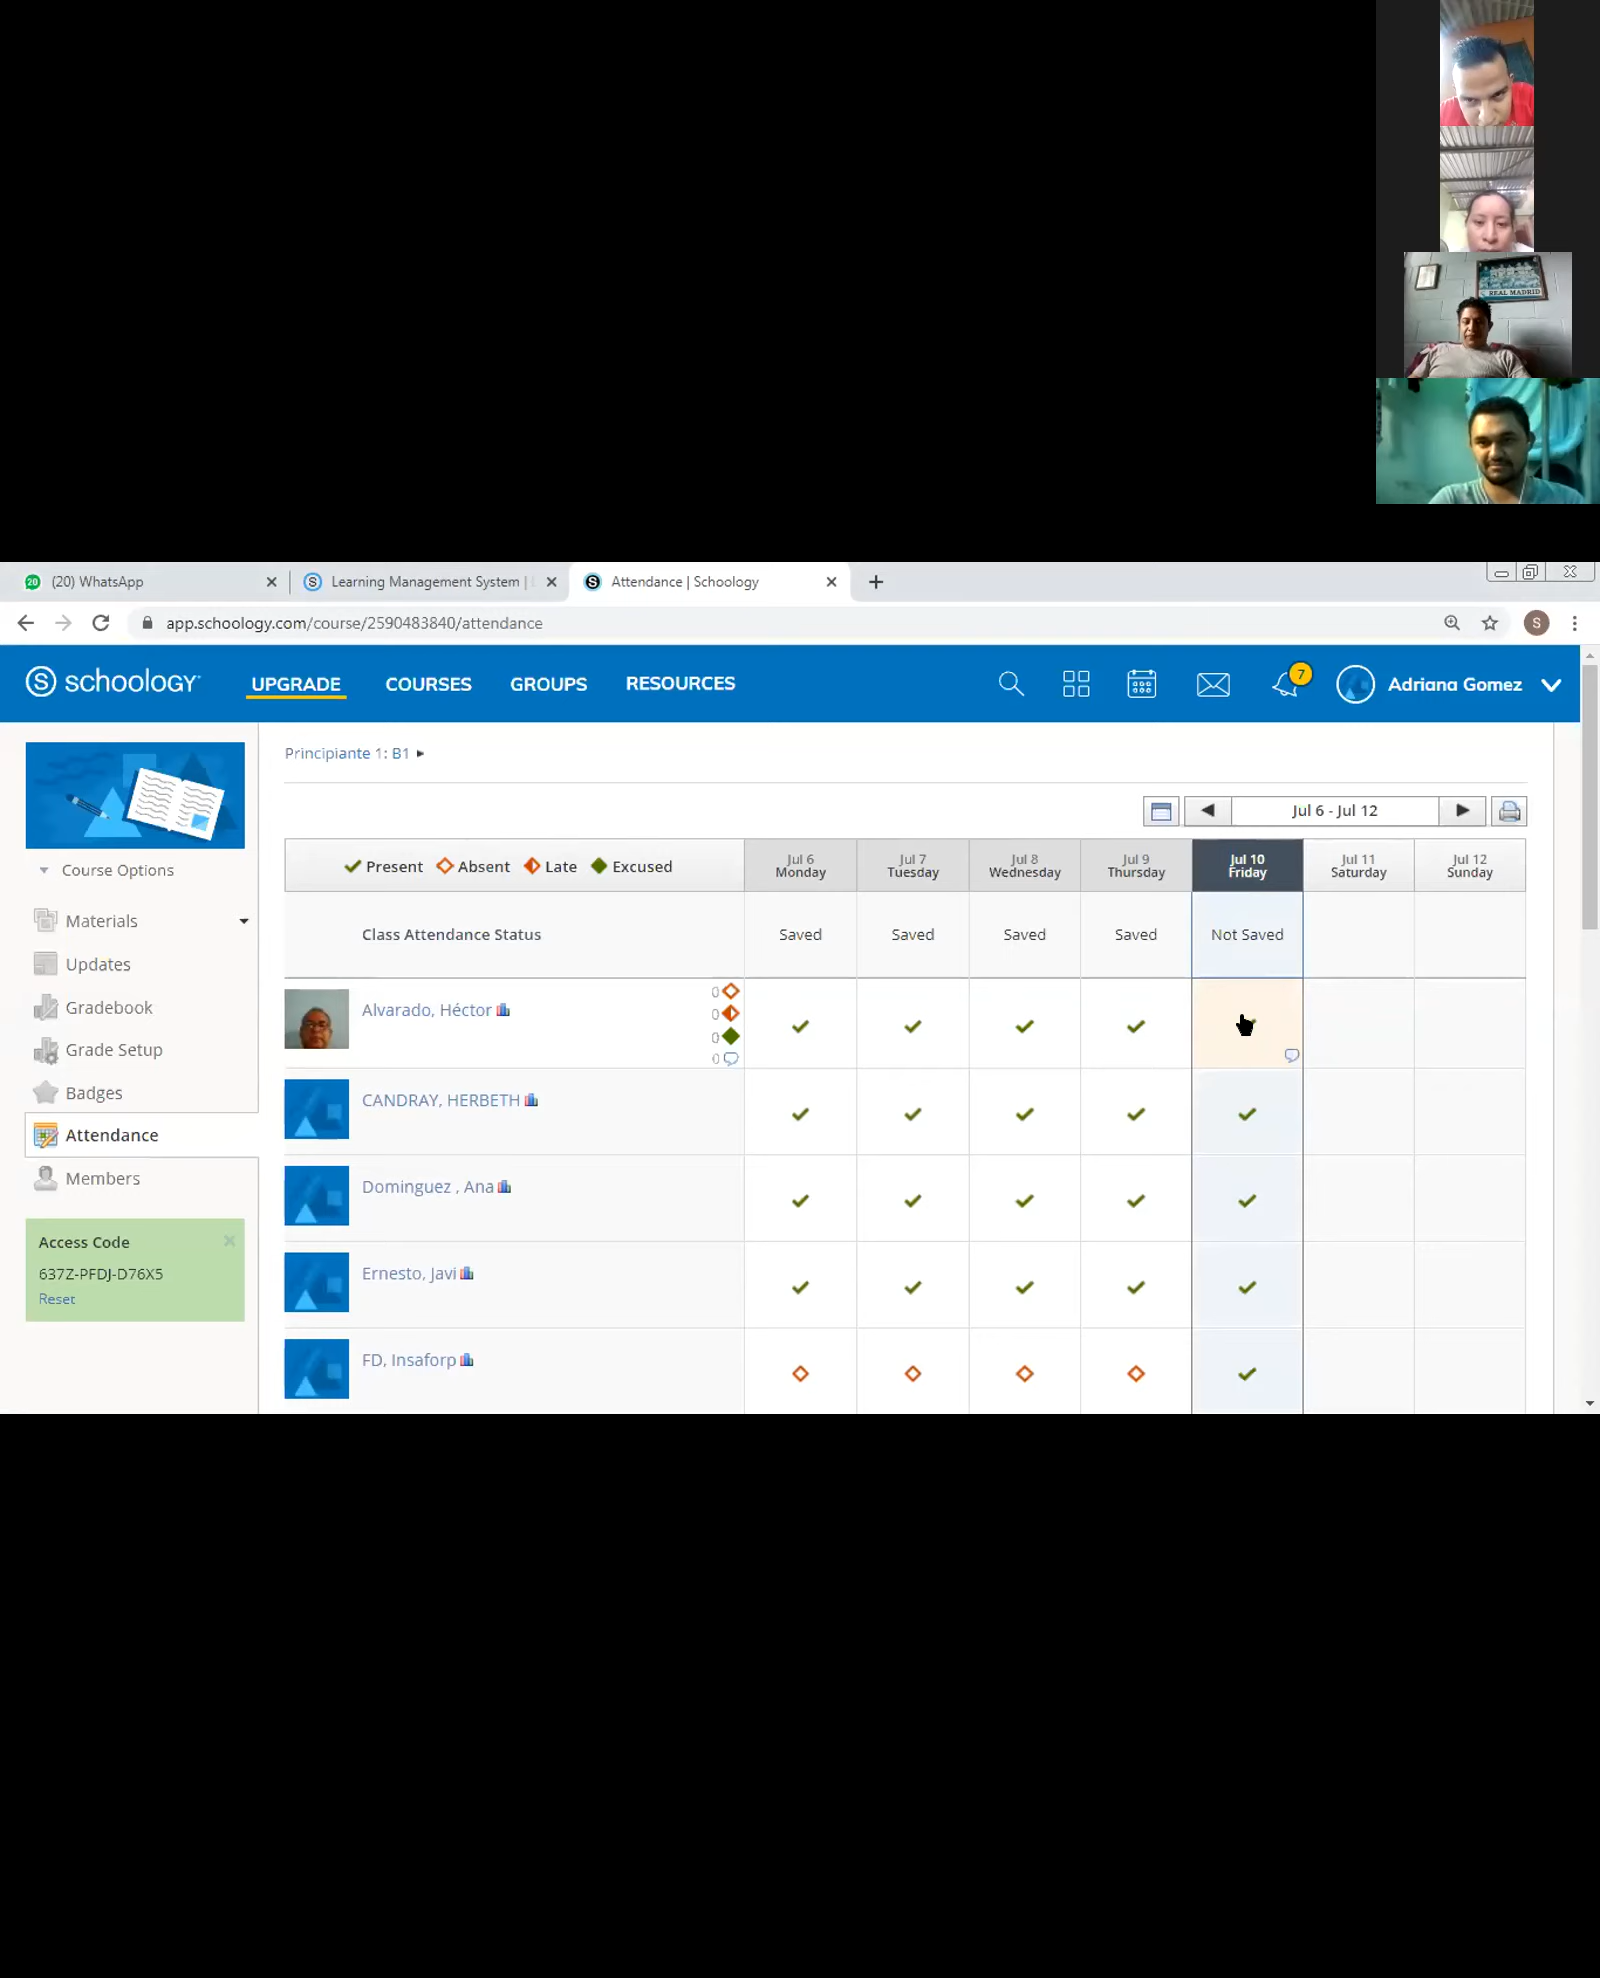 REAL MADRID
20
(20) WhatsApp
Learning Management System |
Attendance | Schoology
app.schoology.com/course/2590483840/attendance
S
S schoology
UPGRADE
COURSES
GROUPS
RESOURCES
7
Adriana Gomez
Principiante 1: B1
Jul 6 - Jul 12
Course Options
Materials
Updates
Gradebook
Grade Setup
Badges
Attendance
Members
Access Code
637Z-PFDJ-D76X5
Reset
Present Absent Late Excused
Jul 6 Monday
Jul 7 Tuesday
Jul 8 Wednesday
Jul 9 Thursday
Jul 10 Friday
Jul 11 Saturday
Jul 12 Sunday
Class Attendance Status Saved Saved Saved Saved Not Saved
Alvarado, Héctor
0
0
0
0
CANDRAY, HERBETH
Dominguez , Ana
Ernesto, Javi
FD, Insaforp